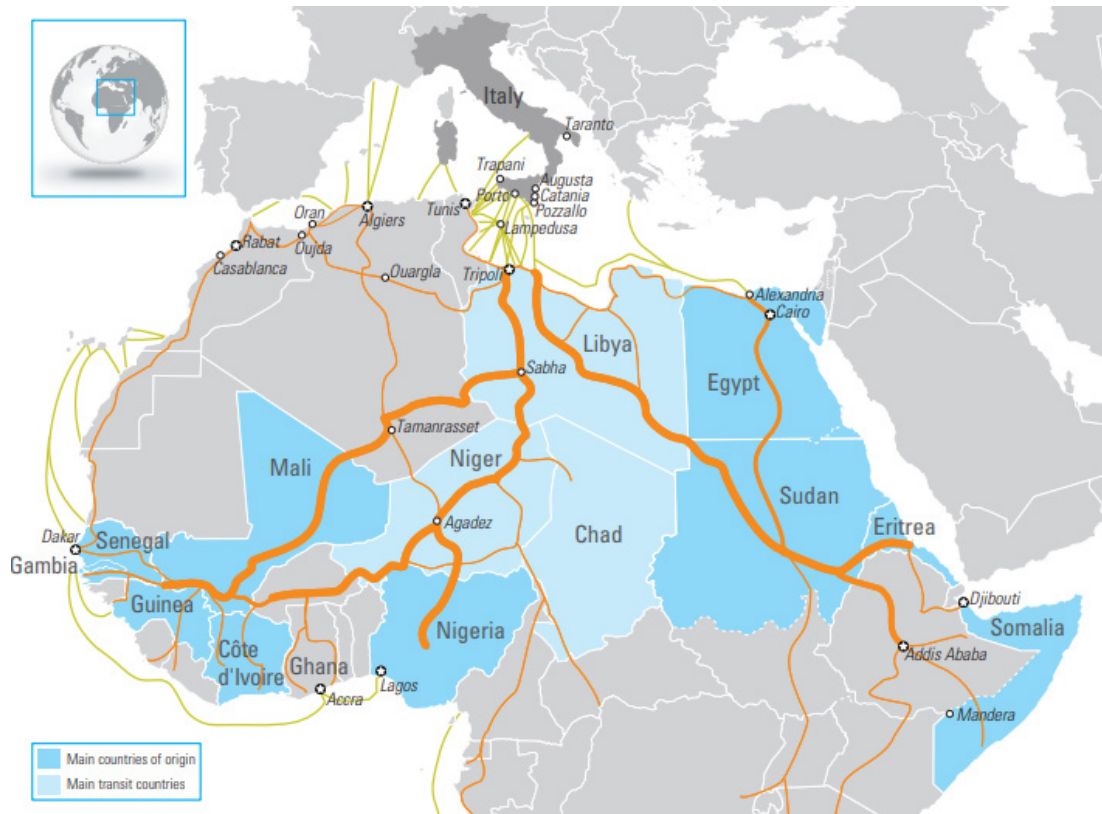 Italy
Taranto
Trapani
Augusta
Porto
Catania
Pozzallo
Tunis
Lampedusa
Oran
Algiers
Rabat
Oujda
Casablanca
Ouargla
Tripoli
Alexandria
Cairo
Libya
Sabha
Egypt
Tamanrasset
Niger
Mali
Sudan
Agadez
Eritrea
Chad
Dakar
Senegal
Gambia
Guinea
Djibouti
Nigeria
Somalia
Côte
d'Ivoire
Ghana
Addis Ababa
Lagos
Accra
Mandera
Main countries of origin
Main transit countries